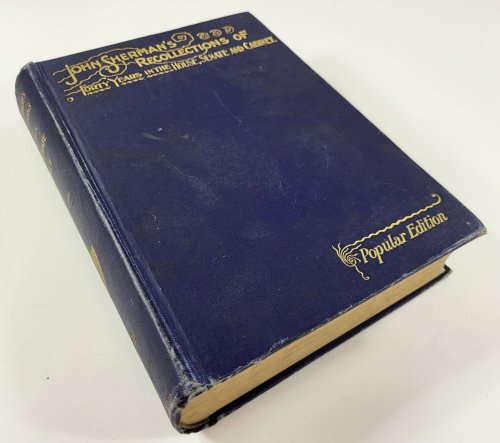 John Sherman's
Recollections of
Forty Years in the House, Senate and Cabinet.
Popular Edition